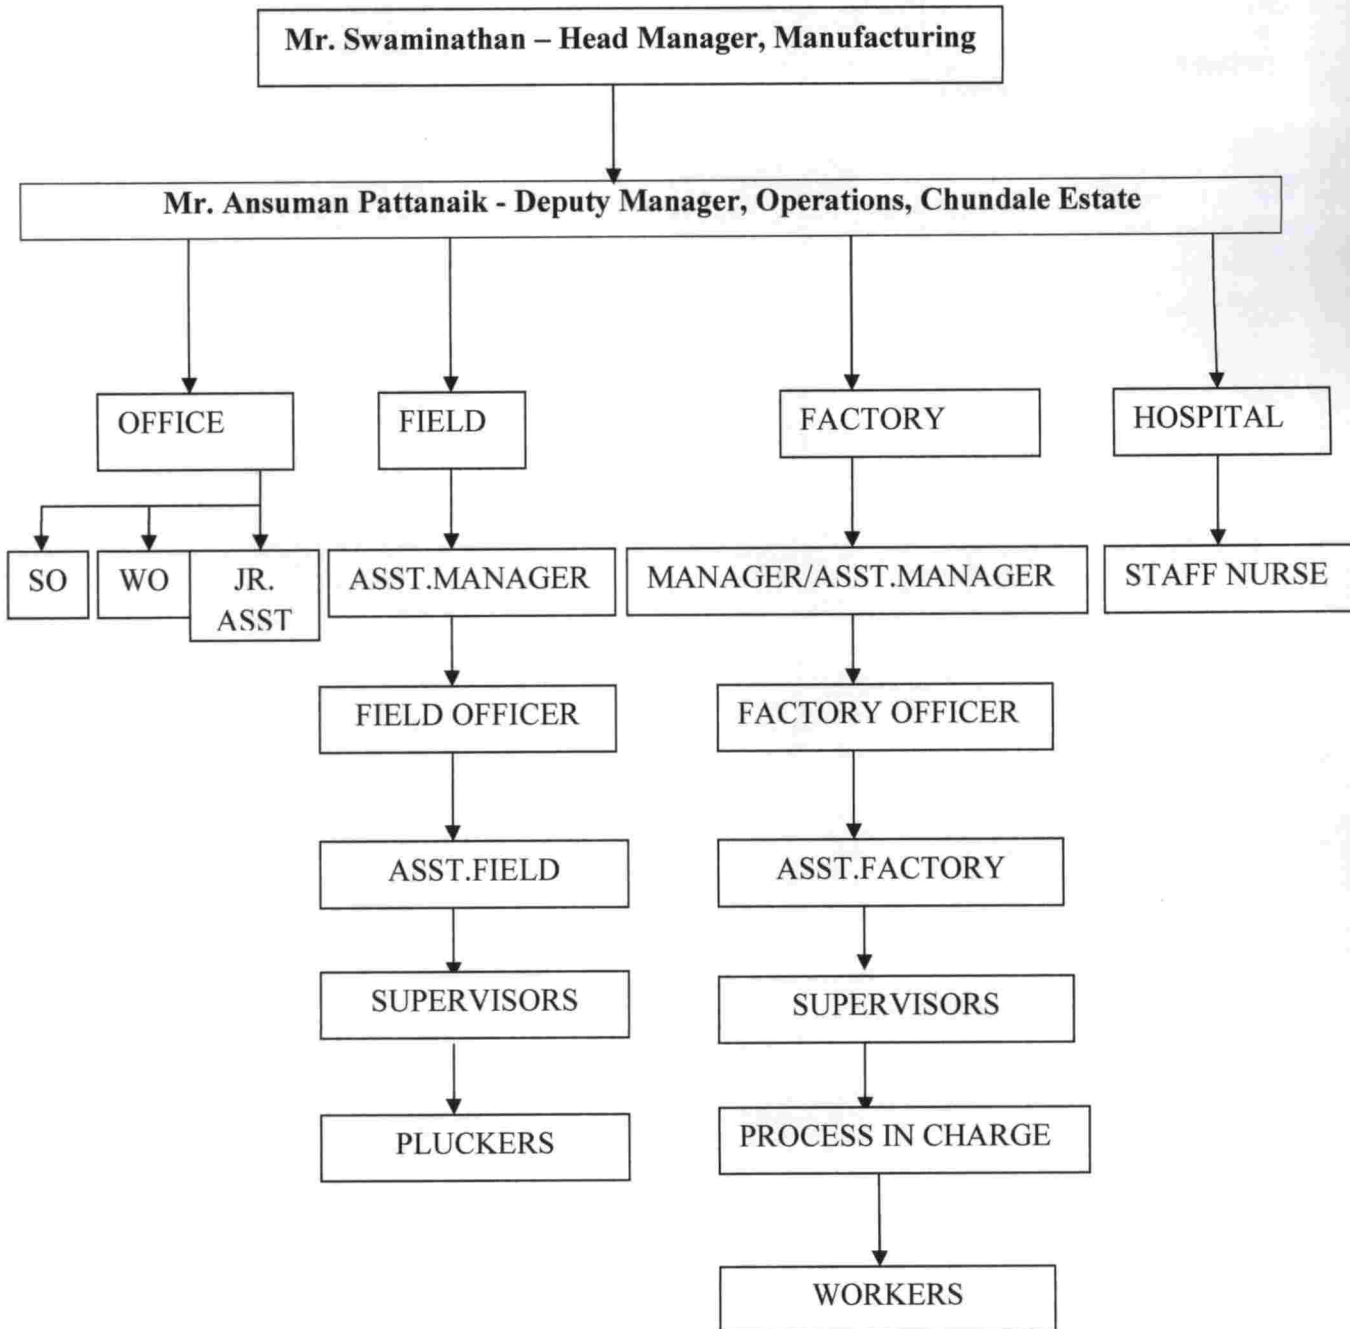 Mr. Swaminathan – Head Manager, Manufacturing
Mr. Ansuman Pattanaik - Deputy Manager, Operations, Chundale Estate
OFFICE
FIELD
FACTORY
HOSPITAL
SO
WO
JR.
ASST
ASST.MANAGER
MANAGER/ASST.MANAGER
STAFF NURSE
FIELD OFFICER
FACTORY OFFICER
ASST.FIELD
ASST.FACTORY
SUPERVISORS
SUPERVISORS
PLUCKERS
PROCESS IN CHARGE
WORKERS